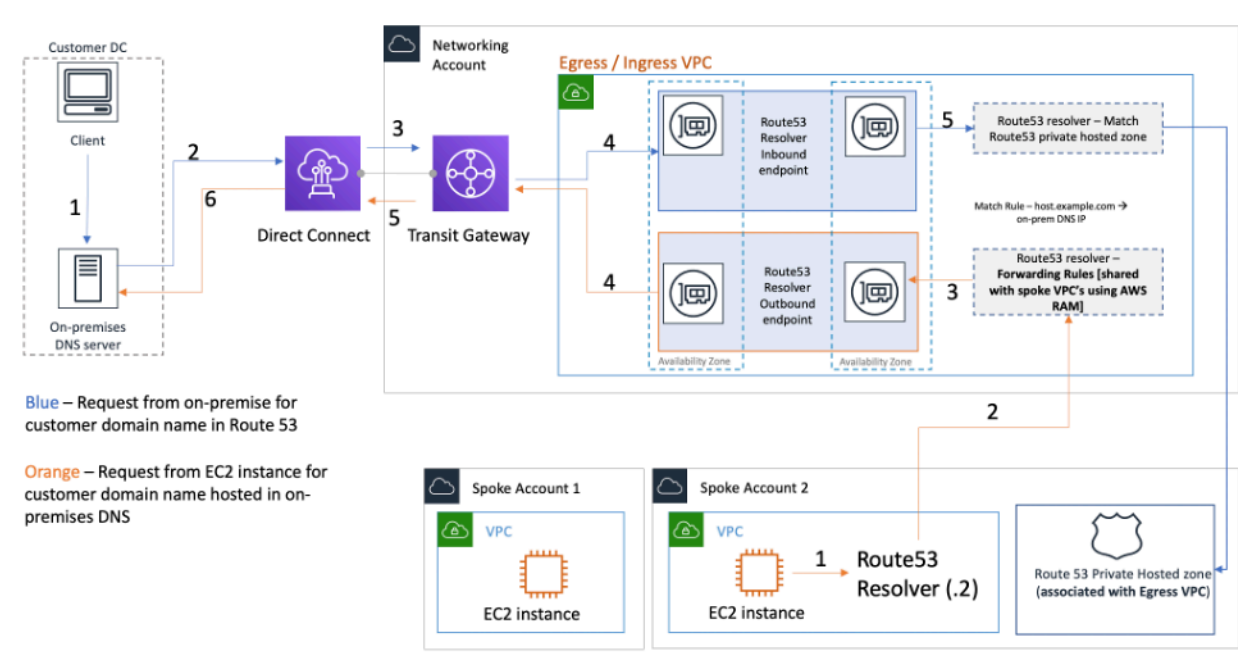 Customer DC
Client
1
On-premises
DNS server
2
6
Direct Connect
3
5
Transit Gateway
Networking
Account
Egress / Ingress VPC
4
4
Route53
Resolver
Inbound
endpoint
Route53
Resolver
Outbound
endpoint
Availability Zone
Availability Zone
5
Route53 resolver – Match
Route53 private hosted zone
Match Rule – host.example.com →
on-prem DNS IP
3
Route53 resolver –
Forwarding Rules [shared
with spoke VPC's using AWS
RAM]
2
Blue – Request from on-premise for
customer domain name in Route 53
Orange – Request from EC2 instance for
customer domain name hosted in on-
premises DNS
Spoke Account 1
VPC
EC2 instance
Spoke Account 2
VPC
EC2 instance
1
Route53
Resolver (.2)
Route 53 Private Hosted zone
(associated with Egress VPC)